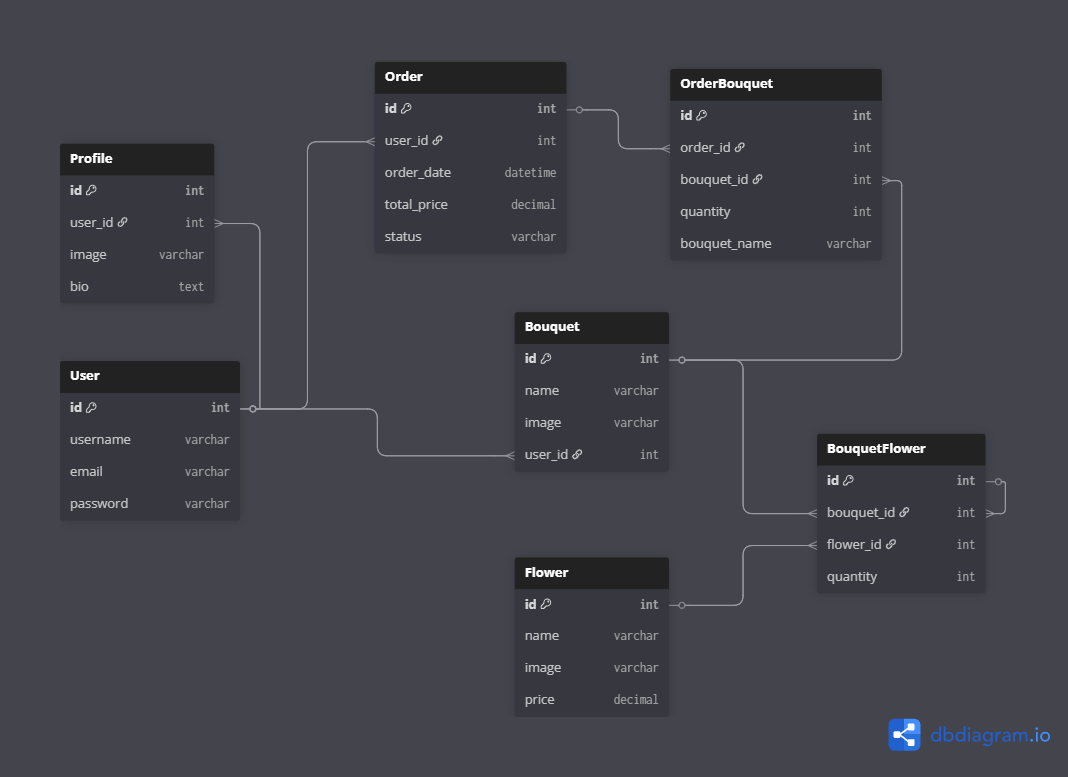 Order
id int
user_id int
order_date datetime
total_price decimal
status varchar
OrderBouquet
id int
order_id int
bouquet_id int
quantity int
bouquet_name varchar
Profile
id int
user_id int
image varchar
bio text
Bouquet
id int
name varchar
image varchar
user_id int
User
id int
username varchar
email varchar
password varchar
BouquetFlower
id int
bouquet_id int
flower_id int
quantity int
Flower
id int
name varchar
image varchar
price decimal
dbdiagram.io